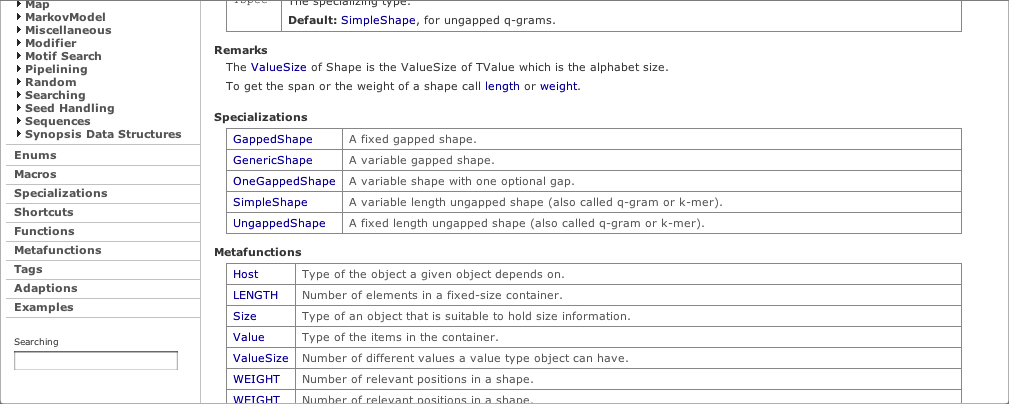 Map
MarkovModel
Miscellaneous
Modifier
Motif Search
Pipelining
Random
Searching
Seed Handling
Sequences
Synopsis Data Structures
Enums
Macros
Specializations
Shortcuts
Functions
Metafunctions
Tags
Adaptions
Examples
Searching
TSpec The specializing type.
Default: SimpleShape, for ungapped q-grams.
Remarks
The ValueSize of Shape is the ValueSize of TValue which is the alphabet size.
To get the span or the weight of a shape call length or weight.
Specializations
GappedShape A fixed gapped shape.
GenericShape A variable gapped shape.
OneGappedShape A variable shape with one optional gap.
SimpleShape A variable length ungapped shape (also called q-gram or k-mer).
UngappedShape A fixed length ungapped shape (also called q-gram or k-mer).
Metafunctions
Host Type of the object a given object depends on.
LENGTH Number of elements in a fixed-size container.
Size Type of an object that is suitable to hold size information.
Value Type of the items in the container.
ValueSize Number of different values a value type object can have.
WEIGHT Number of relevant positions in a shape.
WEIGHT Number of relevant positions in a shape.